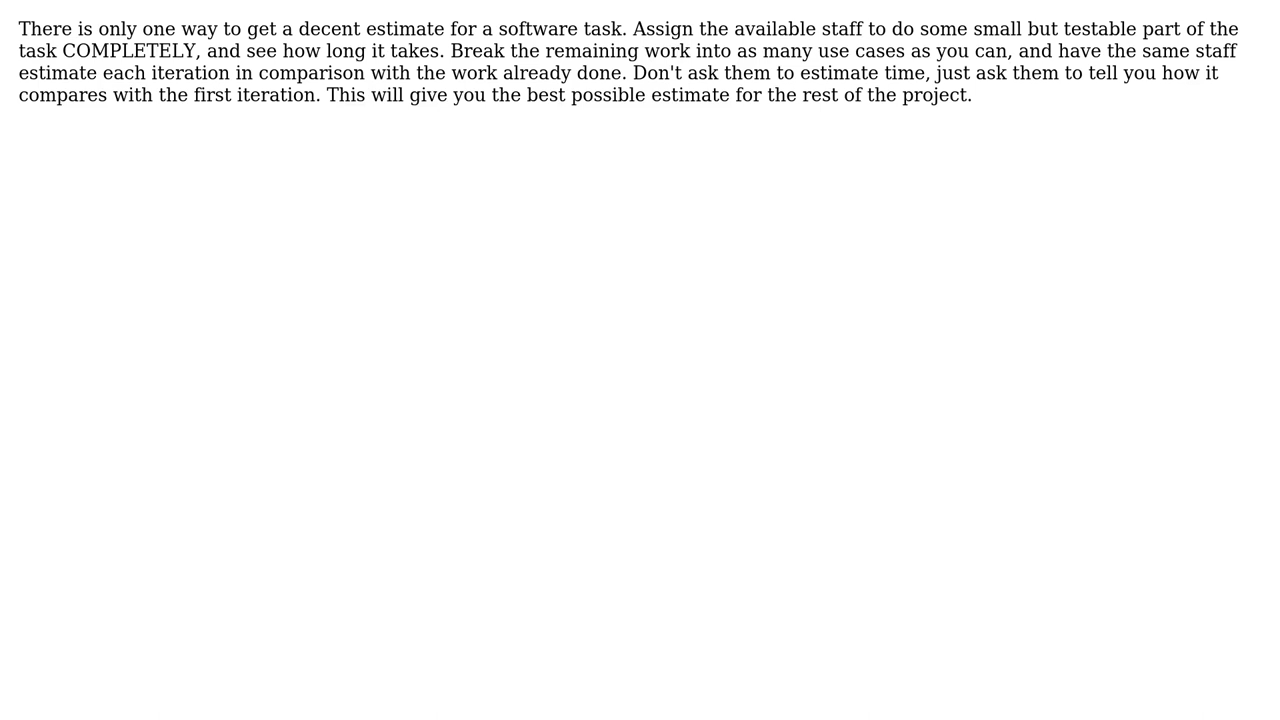 There is only one way to get a decent estimate for a software task. Assign the available staff to do some small but testable part of the
task COMPLETELY, and see how long it takes. Break the remaining work into as many use cases as you can, and have the same staff
estimate each iteration in comparison with the work already done. Don't ask them to estimate time, just ask them to tell you how it
compares with the first iteration. This will give you the best possible estimate for the rest of the project.